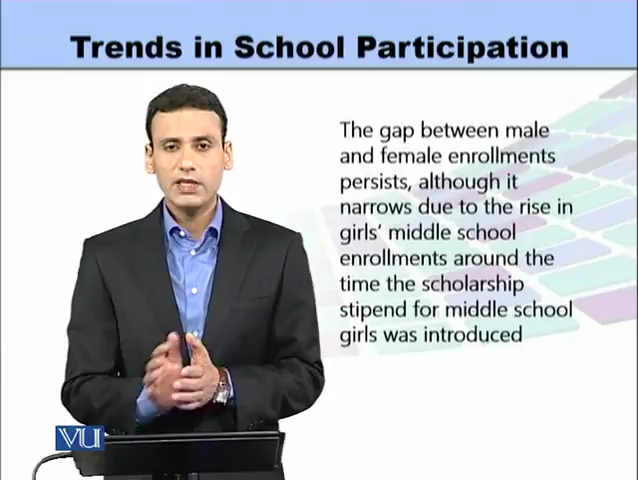 Trends in School Participation
The gap between male
and female enrollments
persists, although it
narrows due to the rise in
girls' middle school
enrollments around the
time the scholarship
stipend for middle school
girls was introduced
VU